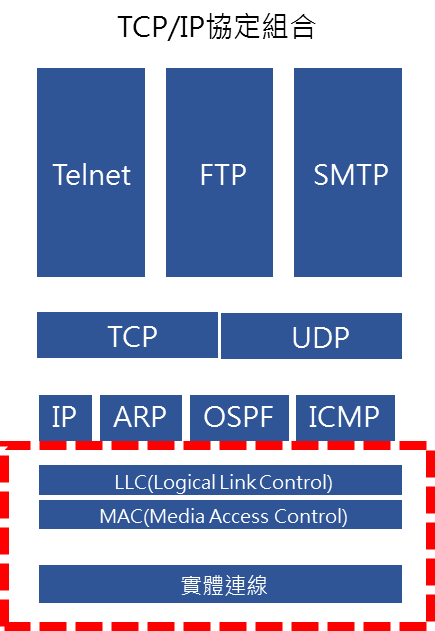 TCP/IP協定組合
Telnet FTP SMTP
TCP UDP
IP ARP OSPF ICMP
LLC(Logical Link Control)
MAC(Media Access Control)
實體連線